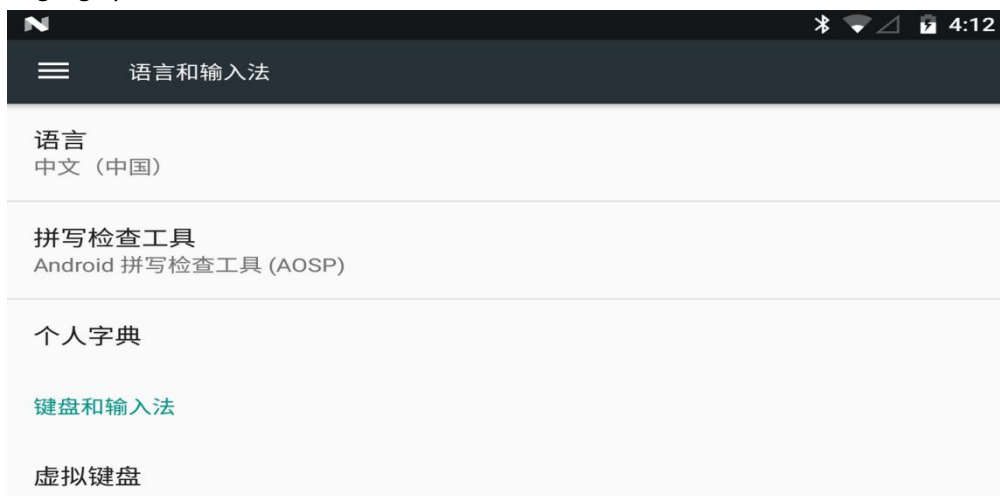 4:12
语言和输入法
语言
中文（中国）
拼写检查工具
Android 拼写检查工具 (AOSP)
个人字典
键盘和输入法
虚拟键盘